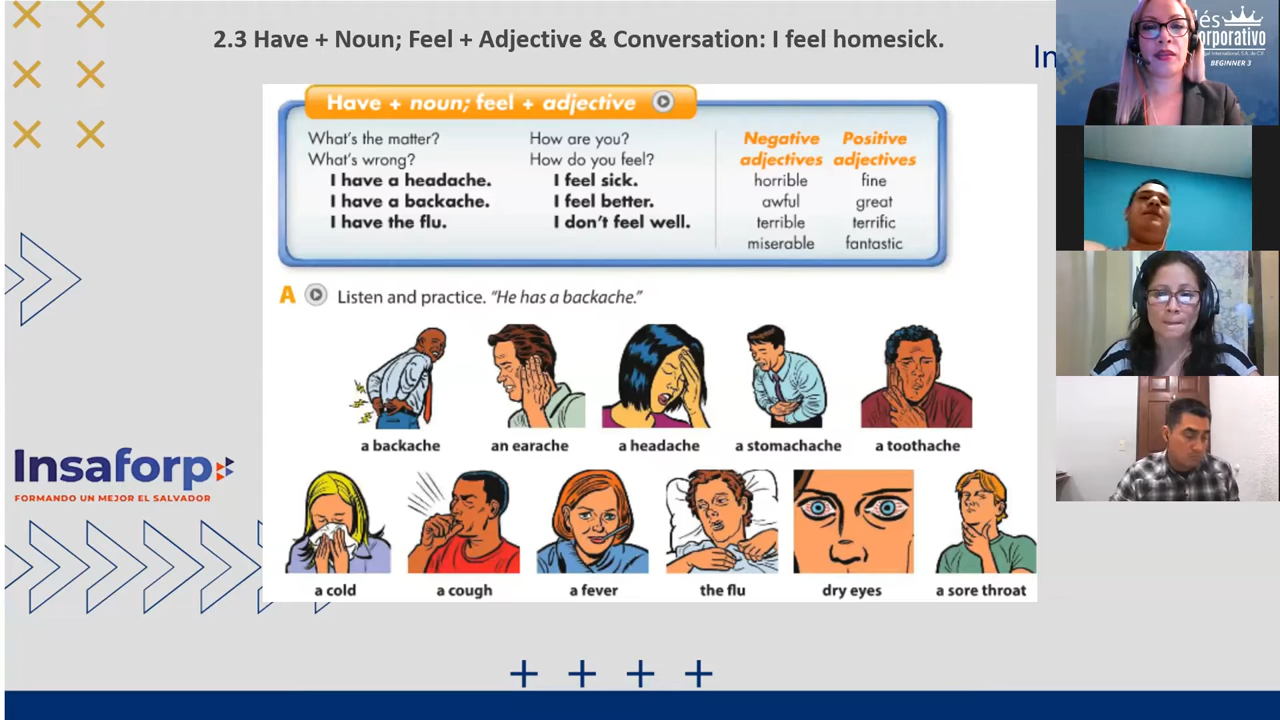 2.3 Have + Noun; Feel + Adjective & Conversation: I feel homesick.
In
és
orporativo
BEGINNER 3
Have + noun; feel + adjective
What's the matter?
What's wrong?
I have a headache.
I have a backache.
I have the flu.
How are you?
How do you feel?
I feel sick.
I feel better.
I don't feel well.
Negative adjectives
Positive adjectives
horrible fine
awful great
terrible terrific
miserable fantastic
A Listen and practice. "He has a backache."
a backache an earache a headache a stomachache a toothache
a cold a cough a fever the flu dry eyes a sore throat
Insaforp
FORMANDO UN MEJOR EL SALVADOR